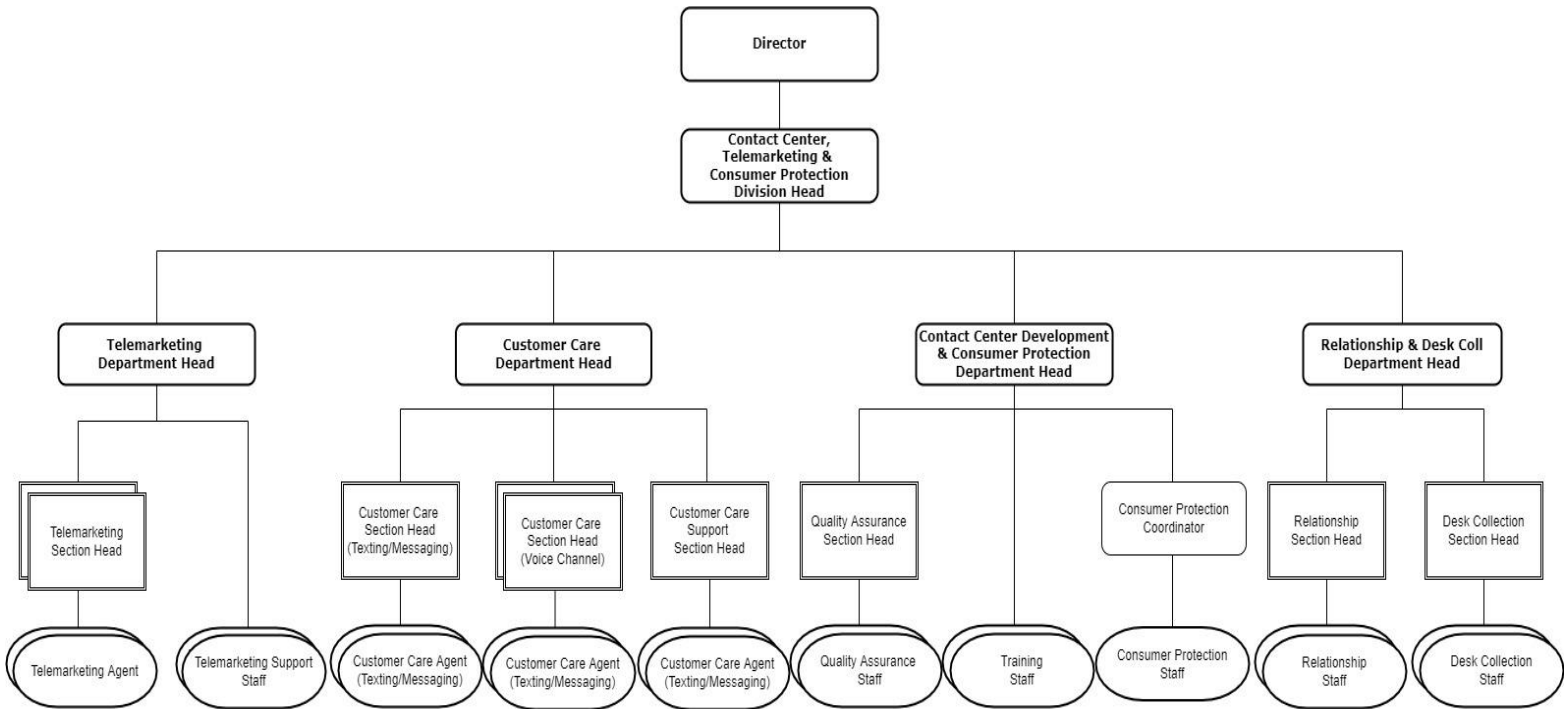 Director
Contact Center,
Telemarketing &
Consumer Protection
Division Head
Telemarketing
Department Head
Customer Care
Department Head
Contact Center Development
& Consumer Protection
Department Head
Relationship & Desk Coll
Department Head
Telemarketing
Section Head
Customer Care
Section Head
(Texting/Messaging)
Customer Care
Section Head
(Voice Channel)
Customer Care
Support
Section Head
Quality Assurance
Section Head
Consumer Protection
Coordinator
Relationship
Section Head
Desk Collection
Section Head
Telemarketing Agent
Telemarketing Support
Staff
Customer Care Agent
(Texting/Messaging)
Customer Care Agent
(Texting/Messaging)
Customer Care Agent
(Texting/Messaging)
Quality Assurance
Staff
Training
Staff
Consumer Protection
Staff
Relationship
Staff
Desk Collection
Staff